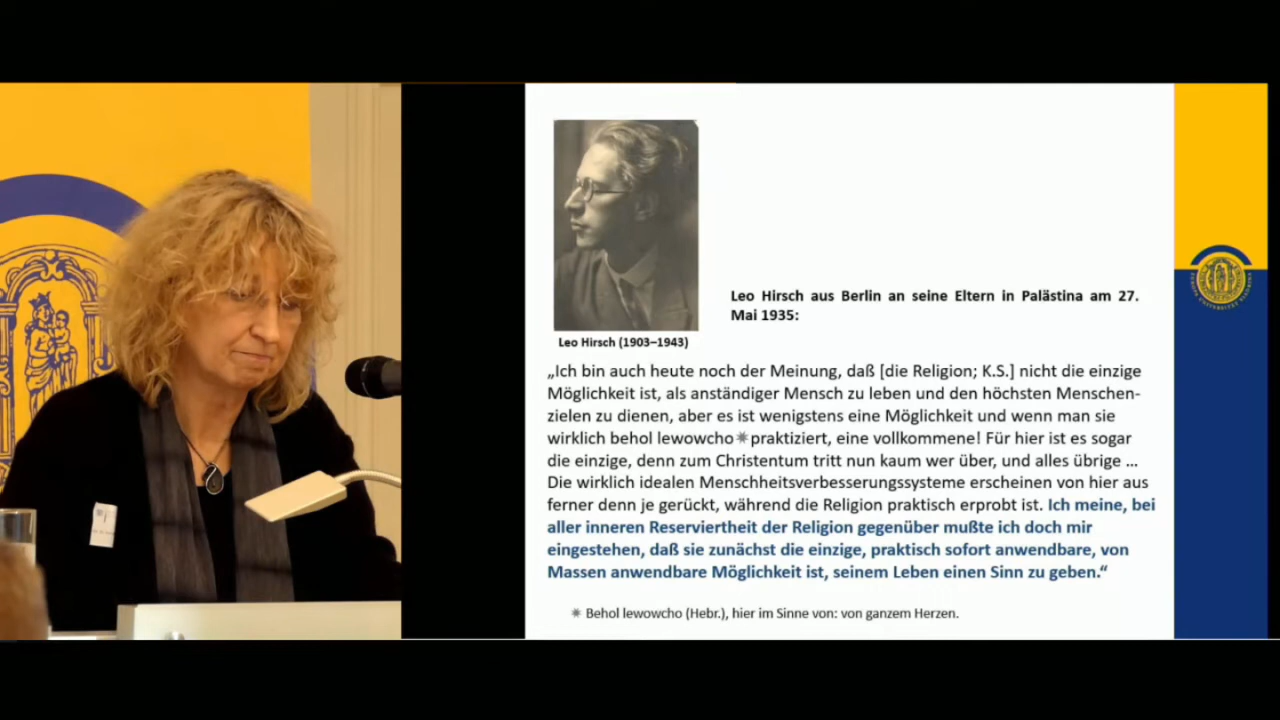 Leo Hirsch aus Berlin an seine Eltern in Palästina am 27.
Mai 1935:
Leo Hirsch (1903–1943)
„Ich bin auch heute noch der Meinung, daß [die Religion; K.S.] nicht die einzige
Möglichkeit ist, als anständiger Mensch zu leben und den höchsten Menschen-
zielen zu dienen, aber es ist wenigstens eine Möglichkeit und wenn man sie
wirklich behol lewowcho✷praktiziert, eine vollkommene! Für hier ist es sogar
die einzige, denn zum Christentum tritt nun kaum wer über, und alles übrige ...
Die wirklich idealen Menschheitsverbesserungssysteme erscheinen von hier aus
ferner denn je gerückt, während die Religion praktisch erprobt ist. Ich meine, bei
aller inneren Reserviertheit der Religion gegenüber mußte ich doch mir
eingestehen, daß sie zunächst die einzige, praktisch sofort anwendbare, von
Massen anwendbare Möglichkeit ist, seinem Leben einen Sinn zu geben.“
✷ Behol lewowcho (Hebr.), hier im Sinne von: von ganzem Herzen.